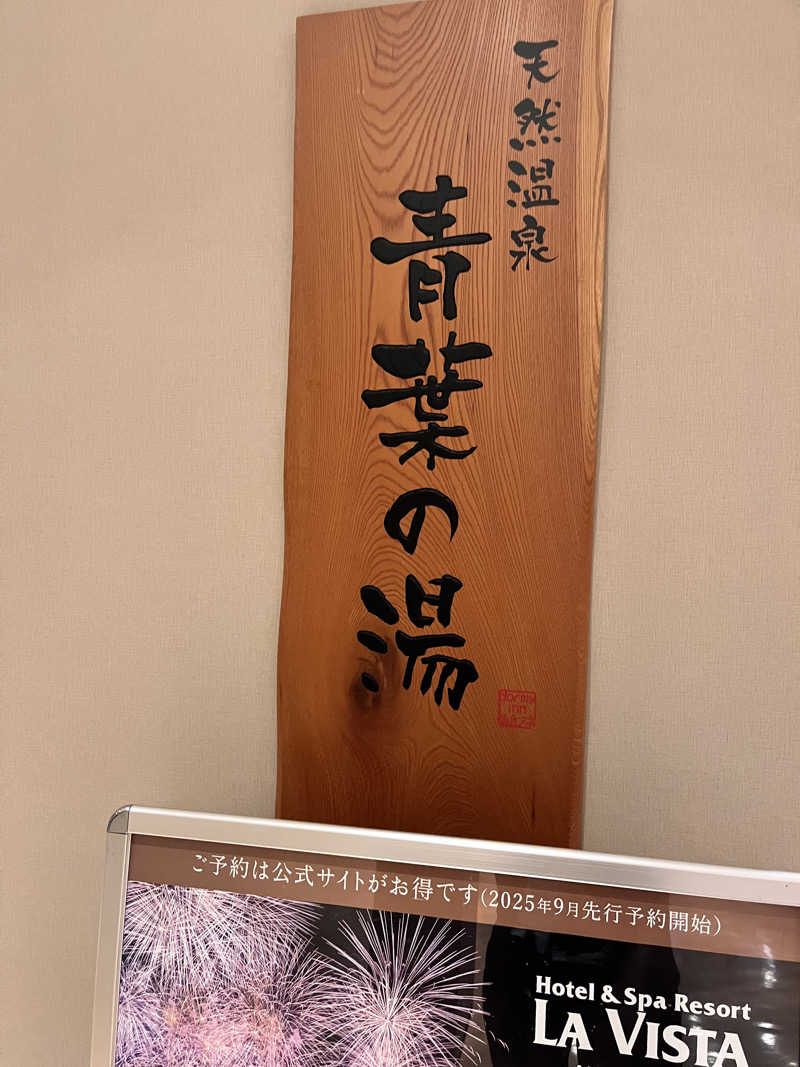 天然温泉
青葉の湯
dormy
inn
ご予約は公式サイトがお得です(2025年9月先行予約開始)
Hotel & Spa Resort
LA VISTA